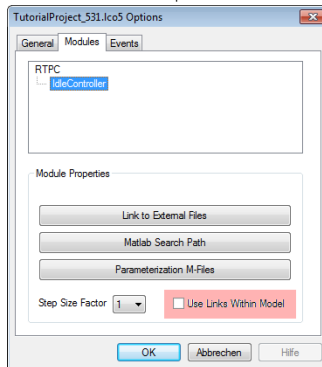 TutorialProject_531.lco5 Options
General Modules Events
RTPC
IdleController
Module Properties
Link to External Files
Matlab Search Path
Parameterization M-Files
Step Size Factor 1 Use Links Within Model
OK Abbrechen Hilfe